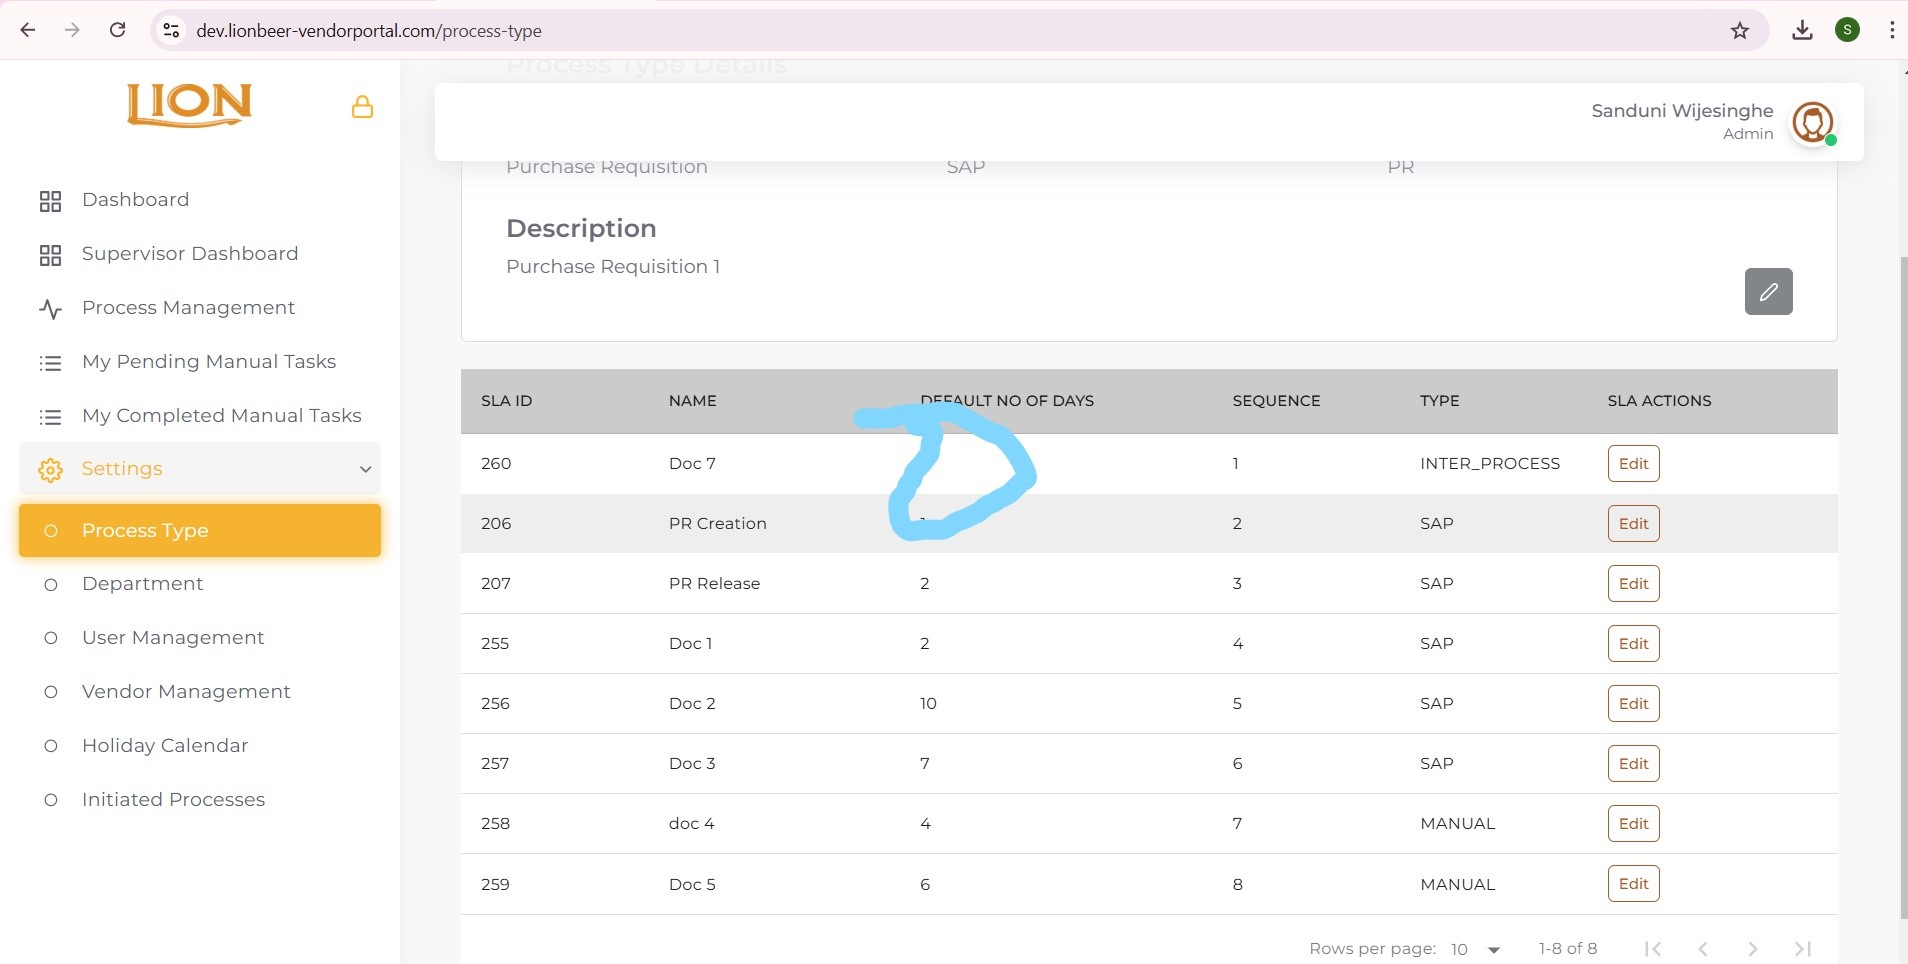 dev.lionbeer-vendorportal.com/process-type
S
Process Type Details
LION
Sanduni Wijesinghe
Admin
Purchase Requisition SAP PR
Description
Purchase Requisition 1
Dashboard
Supervisor Dashboard
Process Management
My Pending Manual Tasks
My Completed Manual Tasks
Settings
Process Type
Department
User Management
Vendor Management
Holiday Calendar
Initiated Processes
SLA ID NAME DEFAULT NO OF DAYS SEQUENCE TYPE SLA ACTIONS
260 Doc 7 1 INTER_PROCESS Edit
206 PR Creation 2 SAP Edit
207 PR Release 2 3 SAP Edit
255 Doc 1 2 4 SAP Edit
256 Doc 2 10 5 SAP Edit
257 Doc 3 7 6 SAP Edit
258 doc 4 4 7 MANUAL Edit
259 Doc 5 6 8 MANUAL Edit
Rows per page: 10 1-8 of 8